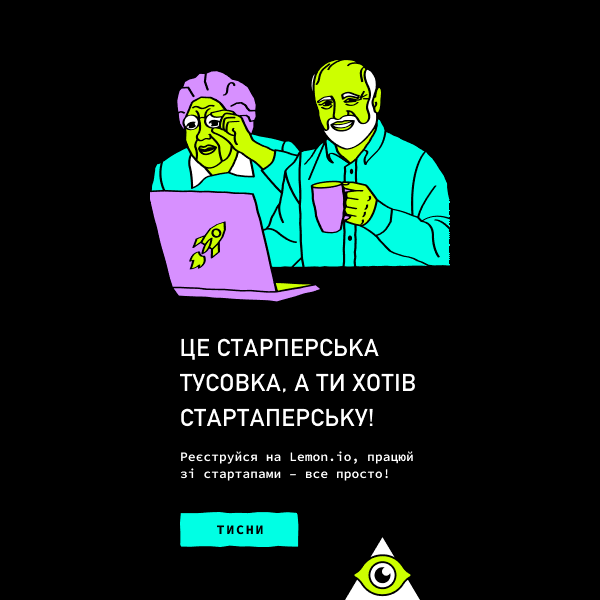 ЦЕ СТАРПЕРСЬКА
ТУСОВКА, А ТИ ХОТІВ
СТАРТАПЕРСЬКУ!
Реєструйся на Lemon.io, працюй
зі стартапами – все просто!
ТИСНИ